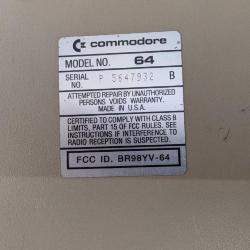 commodore
MODEL NO. 64
SERIAL NO. P 5647932 B
ATTEMPTED REPAIR BY UNAUTHORIZED
PERSONS VOIDS WARRANTY.
MADE IN U.S.A.
CERTIFIED TO COMPLY WITH CLASS B
LIMITS, PART 15 OF FCC RULES. SEE
INSTRUCTIONS IF INTERFERENCE TO
RADIO RECEPTION IS SUSPECTED.
FCC ID. BR98YV-64